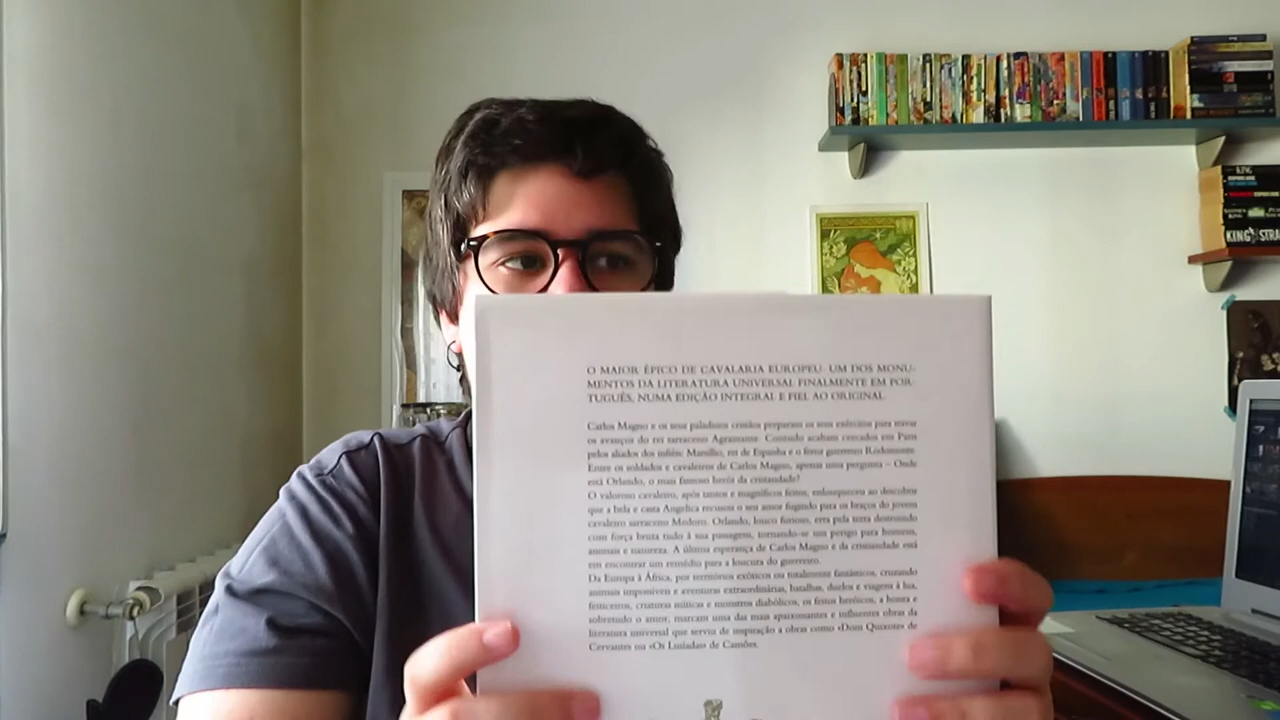 O MAIOR ÉPICO DE CAVALARIA EUROPEU. UM DOS MONU-
MENTOS DA LITERATURA UNIVERSAL FINALMENTE EM POR-
TUGUÊS, NUMA EDIÇÃO INTEGRAL E FIEL AO ORIGINAL.
Carlos Magno e os seus paladinos cristãos preparam os seus exércitos para travar
os avanços do rei sarraceno Agramante. Contudo acabam cercados em Paris
pelos aliados dos infiéis: Marsílio, rei de Espanha e o feroz guerreiro Rodomonte.
Entre os soldados e cavaleiros de Carlos Magno, apenas uma pergunta – Onde
está Orlando, o mais famoso herói da cristandade?
O valoroso cavaleiro, após tantos e magníficos feitos, enlouqueceu ao descobrir
que a bela e casta Angélica recusou o seu amor fugindo para os braços do jovem
cavaleiro sarraceno Medoro. Orlando, louco furioso, erra pela terra destruindo
com força bruta tudo à sua passagem, tornando-se um perigo para homens,
animais e natureza. A última esperança de Carlos Magno e da cristandade está
em encontrar um remédio para a loucura do guerreiro.
Da Europa à África, por territórios exóticos ou totalmente fantásticos, cruzando
animais impossíveis e aventuras extraordinárias, batalhas, duelos e viagens à lua,
feiticeiros, criaturas míticas e monstros diabólicos, os feitos heróicos, a honra e
sobretudo o amor, marcam uma das mais apaixonantes e influentes obras da
literatura universal que serviu de inspiração a obras como «Dom Quixote» de
Cervantes ou «Os Lusíadas» de Camões.
KING
KING